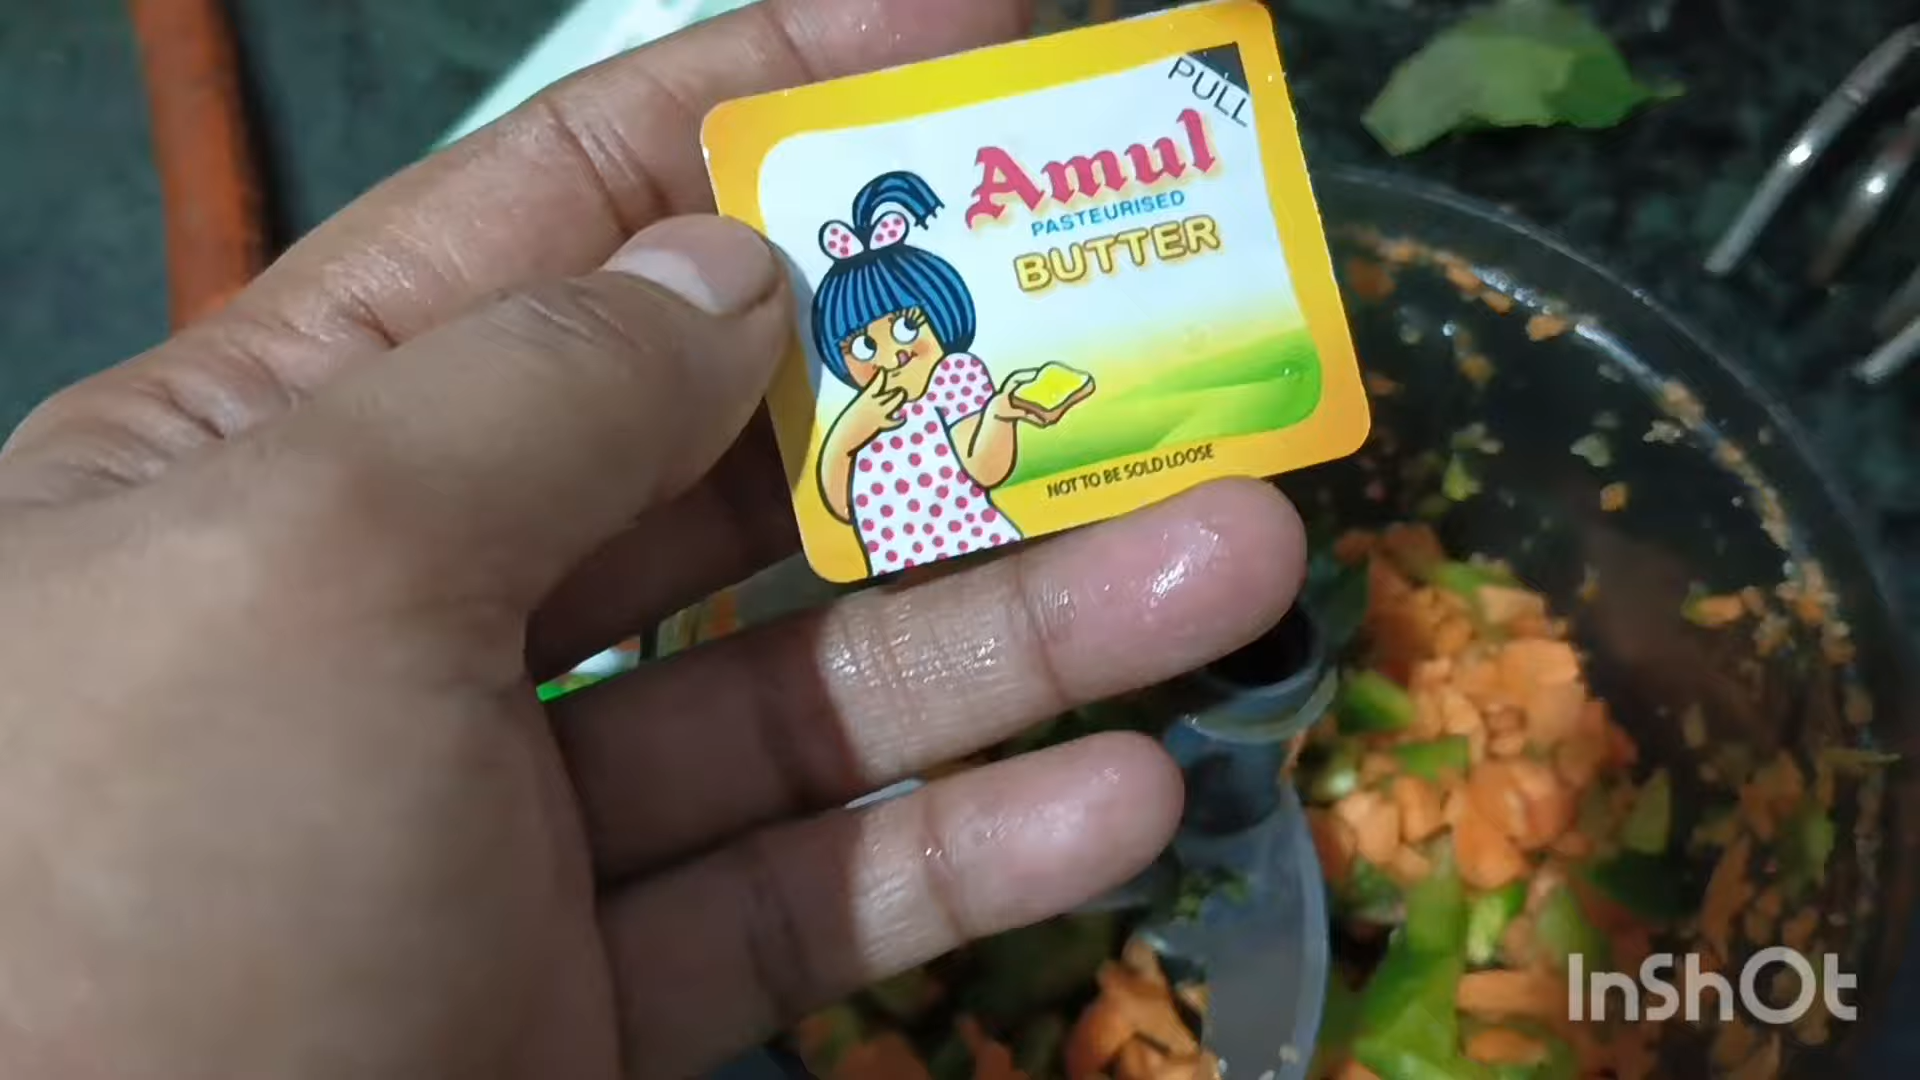 PULL
Amul
PASTEURISED
BUTTER
NOT TO BE SOLD LOOSE
InShOt